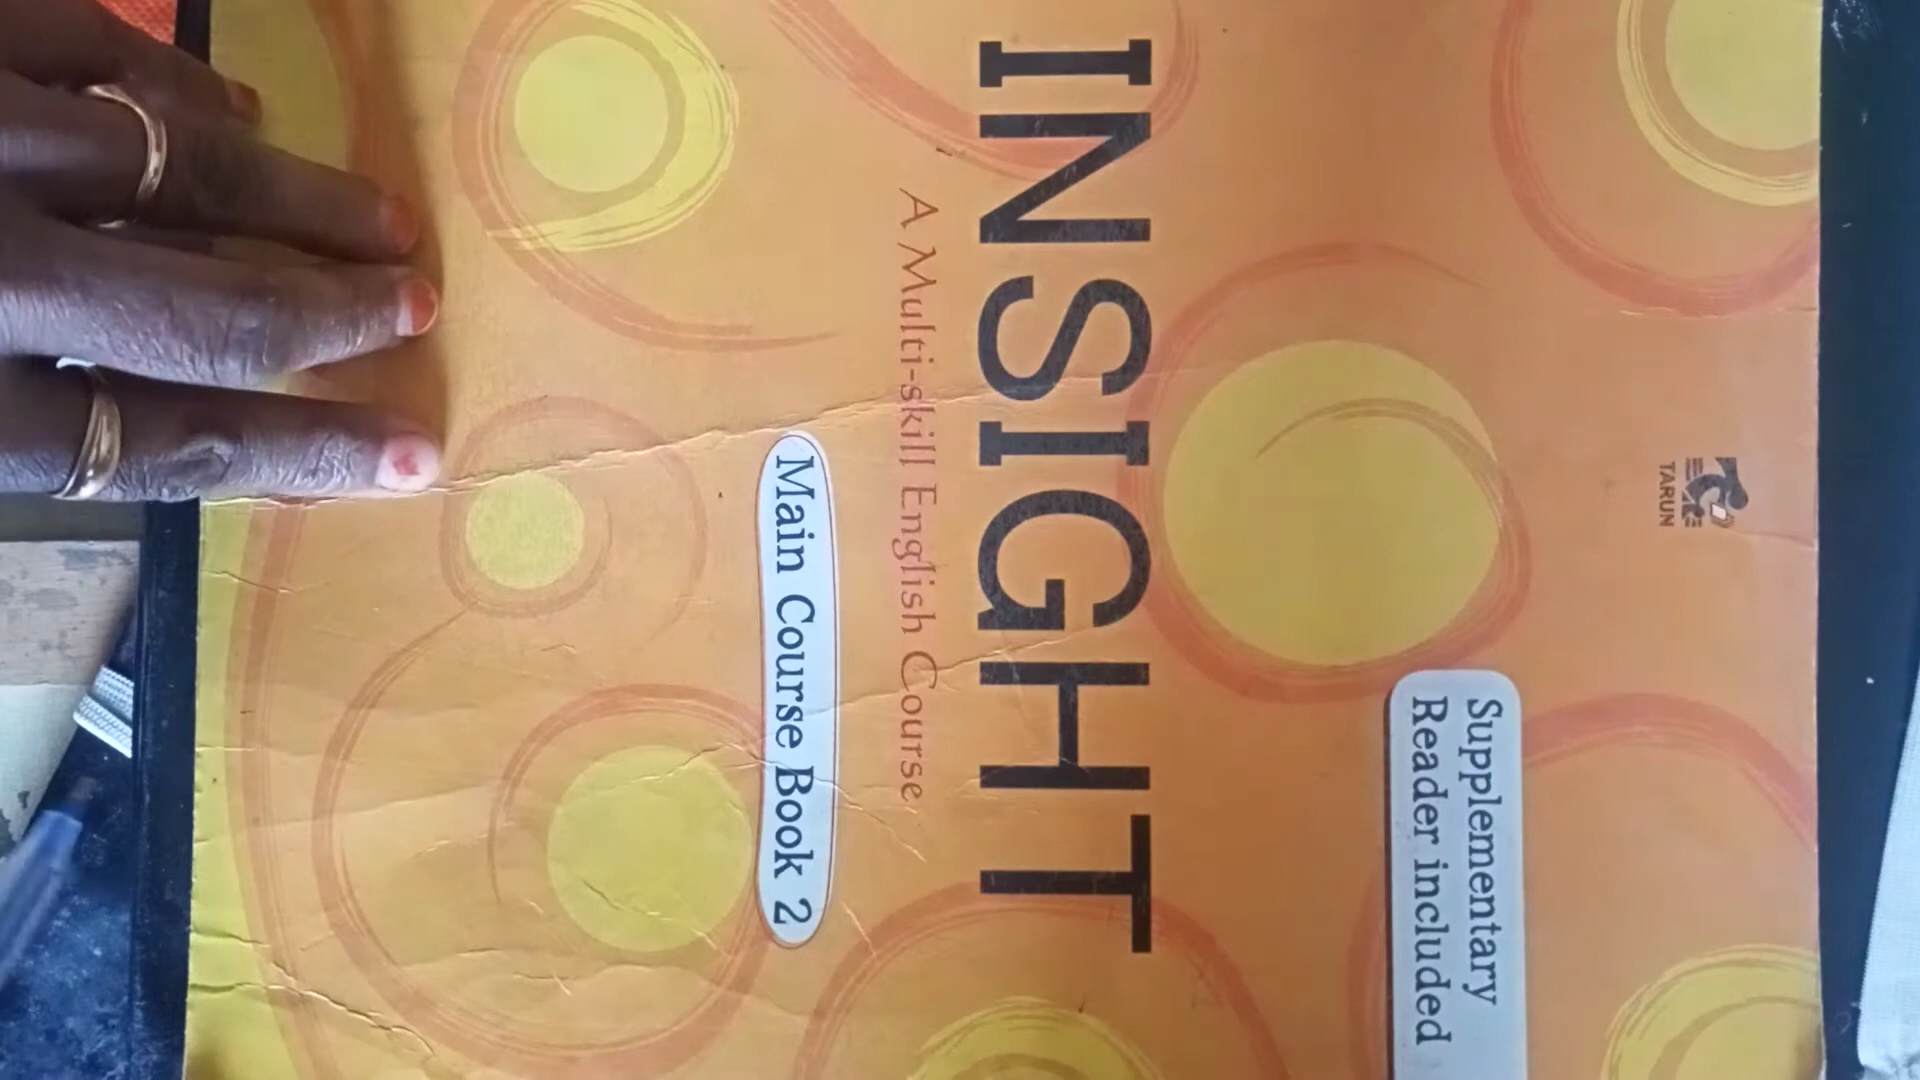 TARUN
Supplementary
Reader included
INSIGHT
A Multi-skill English Course
Main Course Book 2